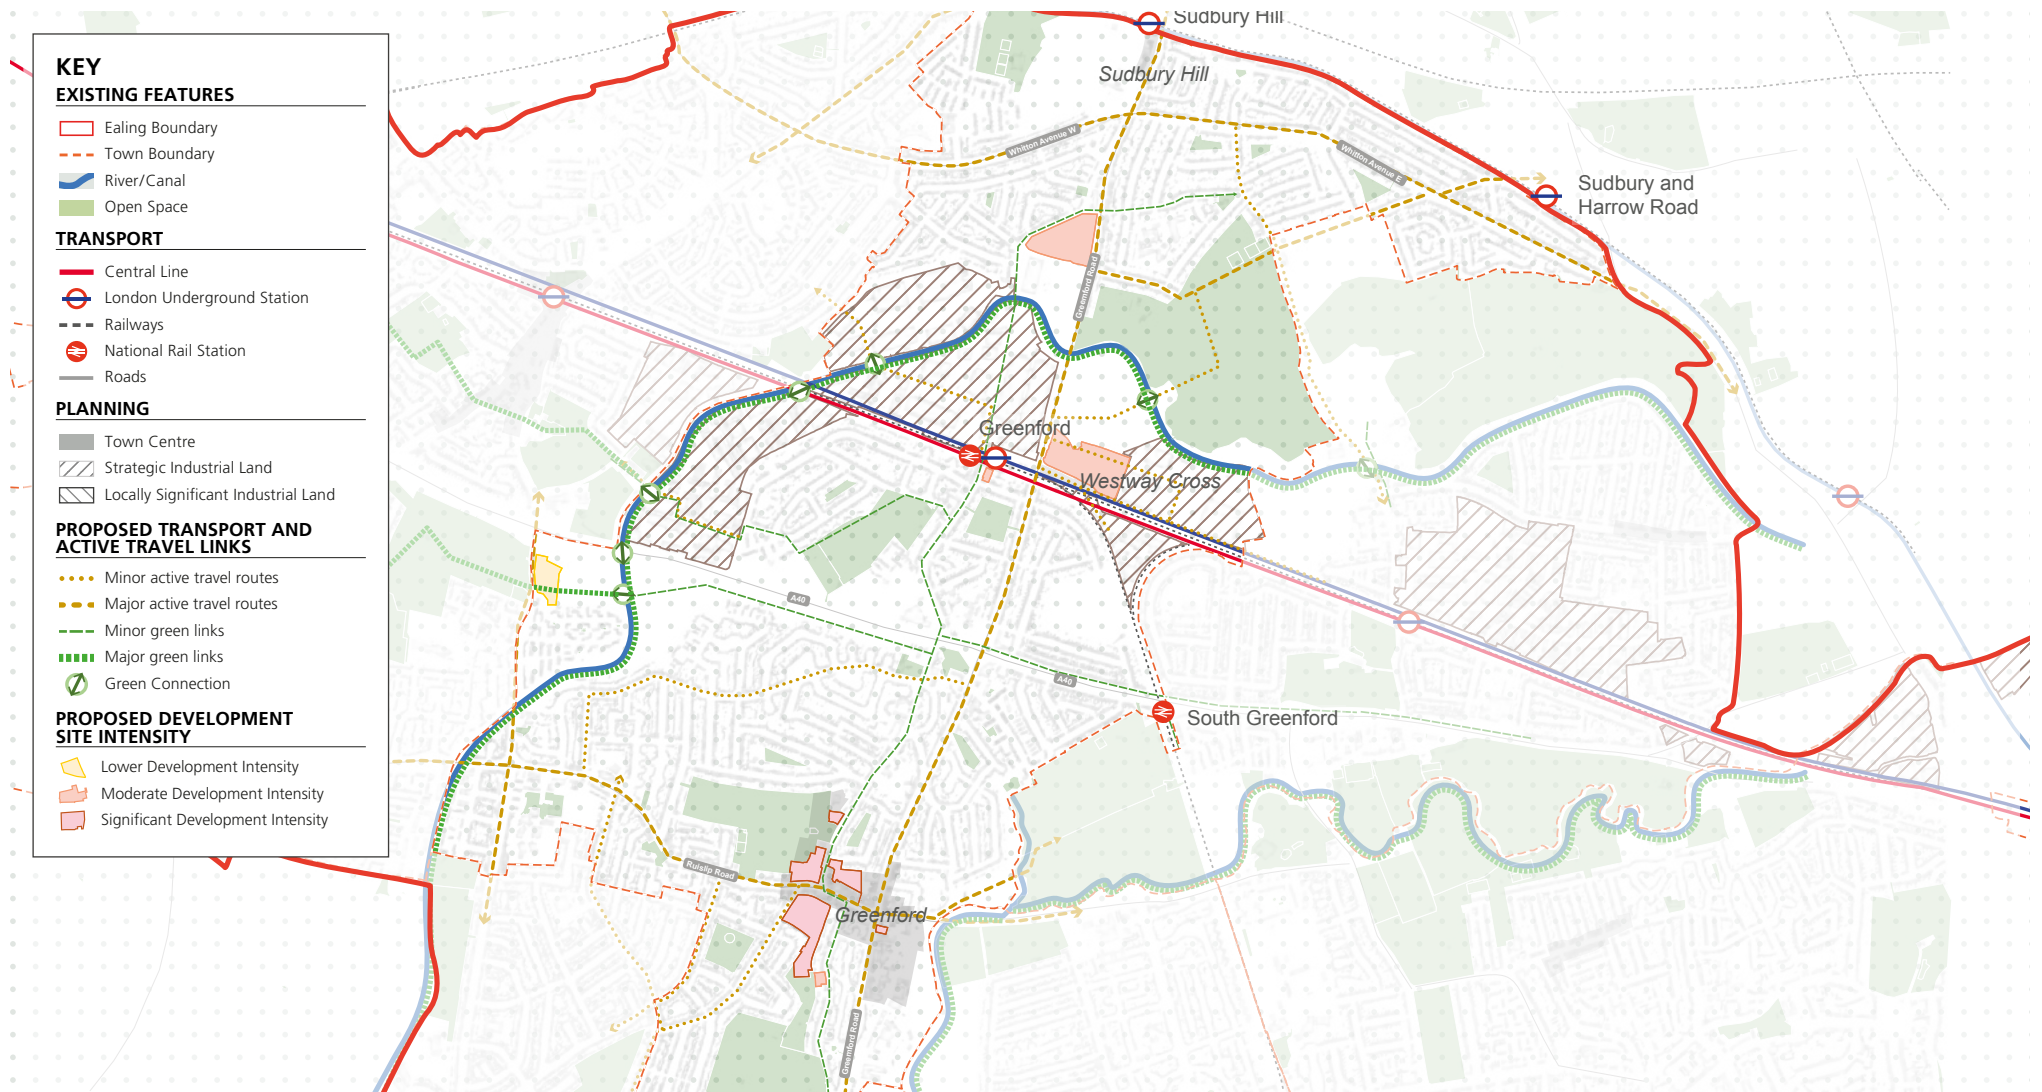 KEY
EXISTING FEATURES
Ealing Boundary
Town Boundary
River/Canal
Open Space
TRANSPORT
Central Line
London Underground Station
Railways
National Rail Station
Roads
PLANNING
Town Centre
Strategic Industrial Land
Locally Significant Industrial Land
PROPOSED TRANSPORT AND
ACTIVE TRAVEL LINKS
Minor active travel routes
Major active travel routes
Minor green links
Major green links
Green Connection
PROPOSED DEVELOPMENT
SITE INTENSITY
Lower Development Intensity
Moderate Development Intensity
Significant Development Intensity
Sudbury Hill
Sudbury Hill
Whitton Avenue W
Whitton Avenue E
Sudbury and
Harrow Road
Greenford Road
Greenford
Westway Cross
A40
A40
South Greenford
Ruislip Road
Greenford
Greenford Road